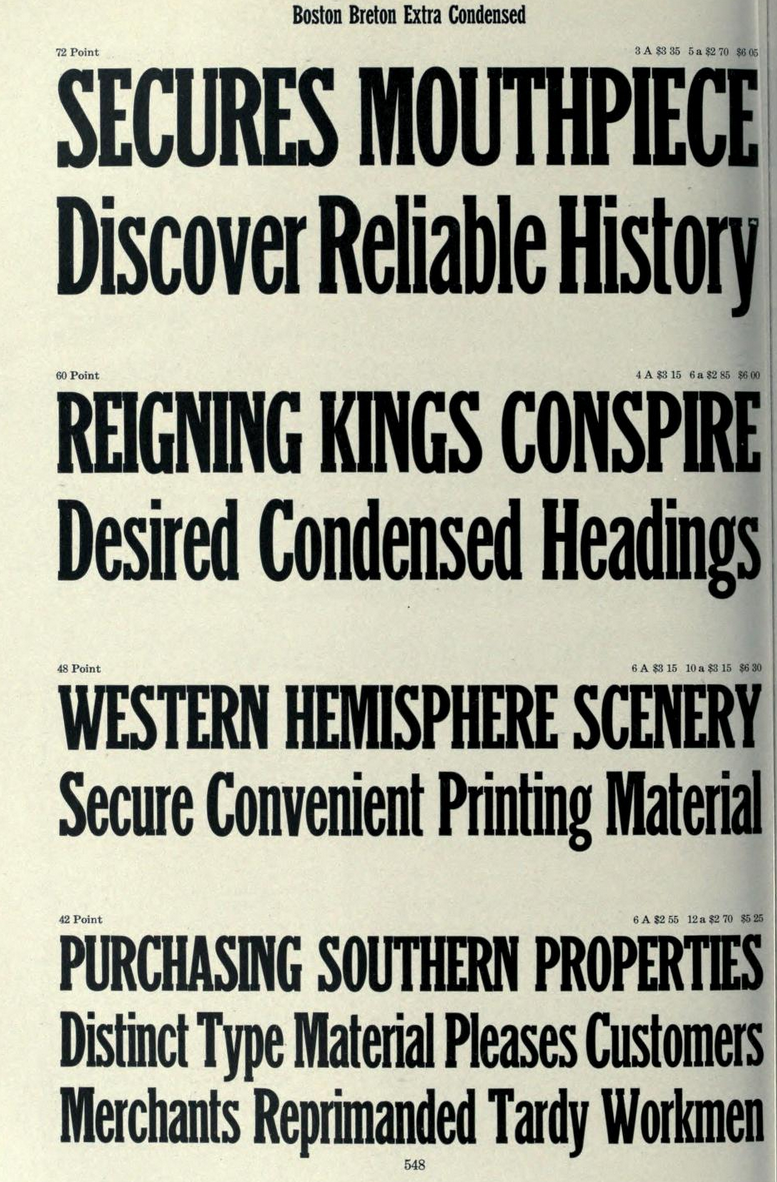 Boston Breton Extra Condensed
72 Point 3 A $3 35 5 a $2 70 $6 05
SECURES MOUTHPIECE
Discover Reliable History
60 Point 4 A $3 15 6 a $2 85 $6 00
REIGNING KINGS CONSPIRE
Desired Condensed Headings
48 Point 6 A $3 15 10 a $3 15 $6 30
WESTERN HEMISPHERE SCENERY
Secure Convenient Printing Material
42 Point 6 A $2 55 12 a $2 70 $5 25
PURCHASING SOUTHERN PROPERTIES
Distinct Type Material Pleases Customers
Merchants Reprimanded Tardy Workmen
548